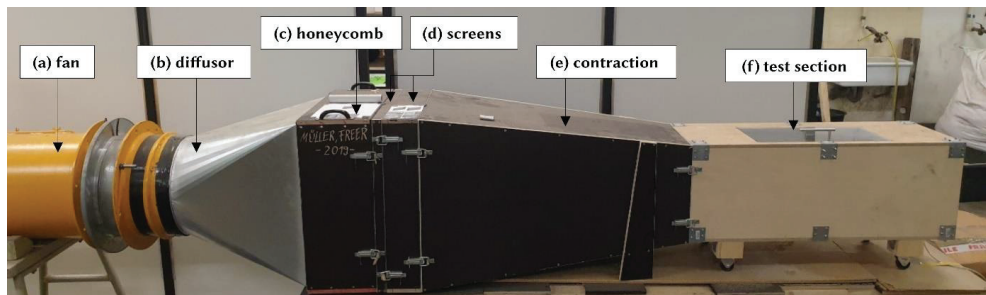 (c) honeycomb
(d) screens
(a) fan
(b) diffusor
(e) contraction
(f) test section
MÜLLER, FREER
- 2019 -